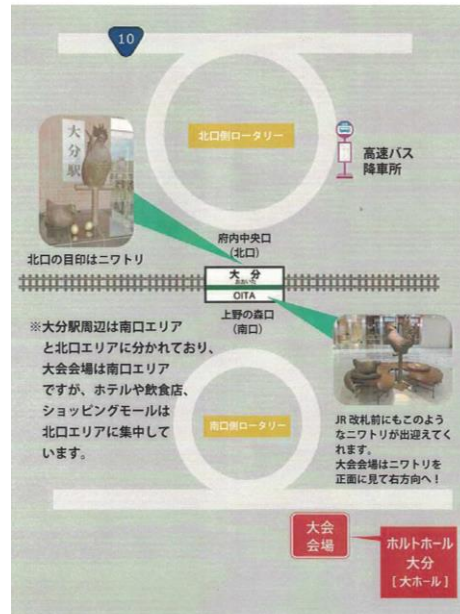 10
北口側ロータリー
大分駅
高速バス
降車所
府内中央口
(北口)
北口の目印はニワトリ
大分
おおいた
OITA
上野の森口
(南口)
※大分駅周辺は南口エリア
と北口エリアに分かれており、
大会会場は南口エリア
ですが、ホテルや飲食店、
ショッピングモールは
北口エリアに集中して
います。
南口側ロータリー
JR改札前にもこのよう
なニワトリが出迎えてく
れます。
大会会場はニワトリを
正面に見て右方向へ！
大会
会場
ホルトホール
大分
[大ホール]